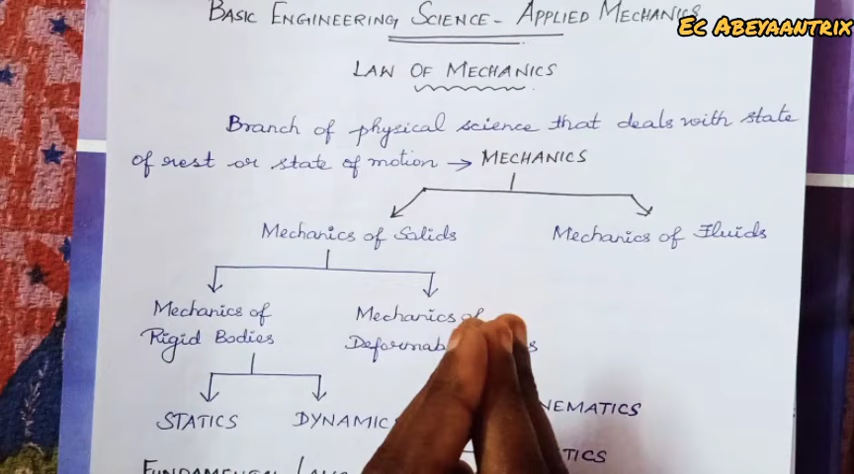 BASIC ENGINEERING SCIENCE - APPLIED MECHANICS
EC ABEYAANTRIX
LAW OF MECHANICS
Branch of physical science that deals with state
of rest or state of motion → MECHANICS
Mechanics of Solids
Mechanics of Fluids
Mechanics of
Rigid Bodies
Mechanics of
STATICS